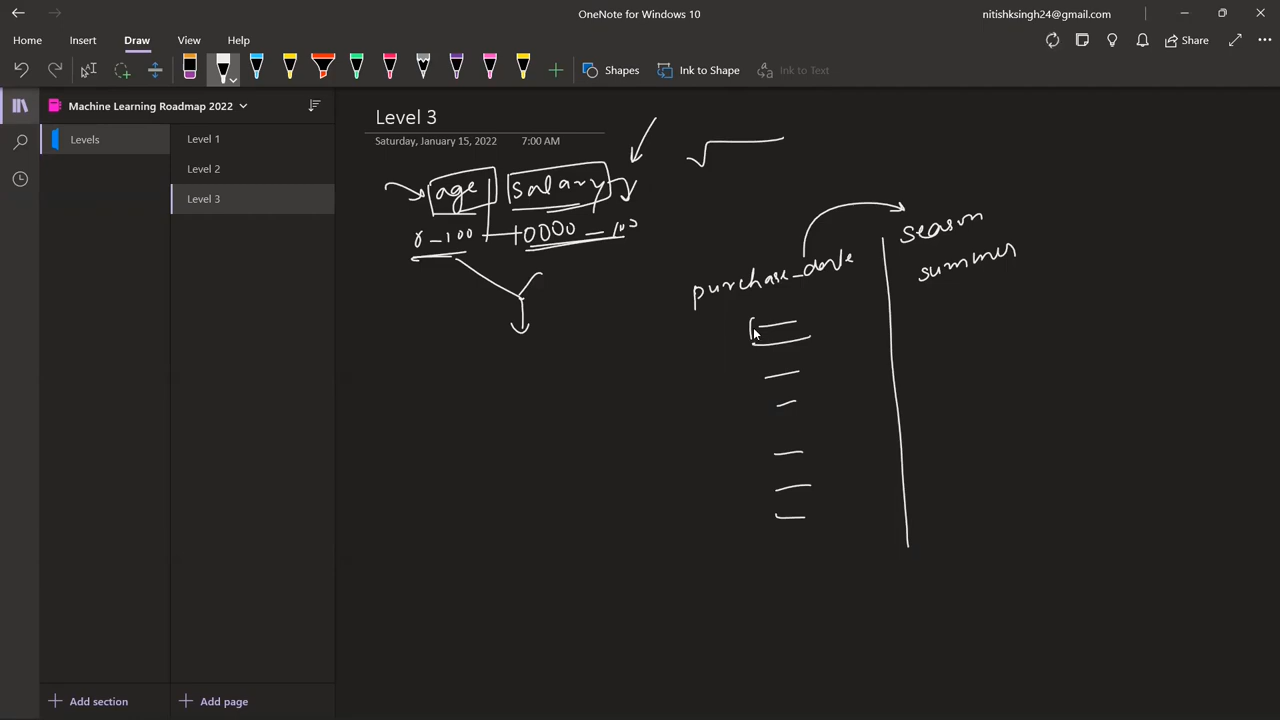 OneNote for Windows 10
nitishksingh24@gmail.com
Home
Insert
Draw
View
Help
Shapes
Ink to Shape
Ink to Text
Share
Machine Learning Roadmap 2022
Levels
Level 1
Level 2
Level 3
Add section
Add page
Level 3
Saturday, January 15, 2022 7:00 AM
age salary
purchase_date
season
summer